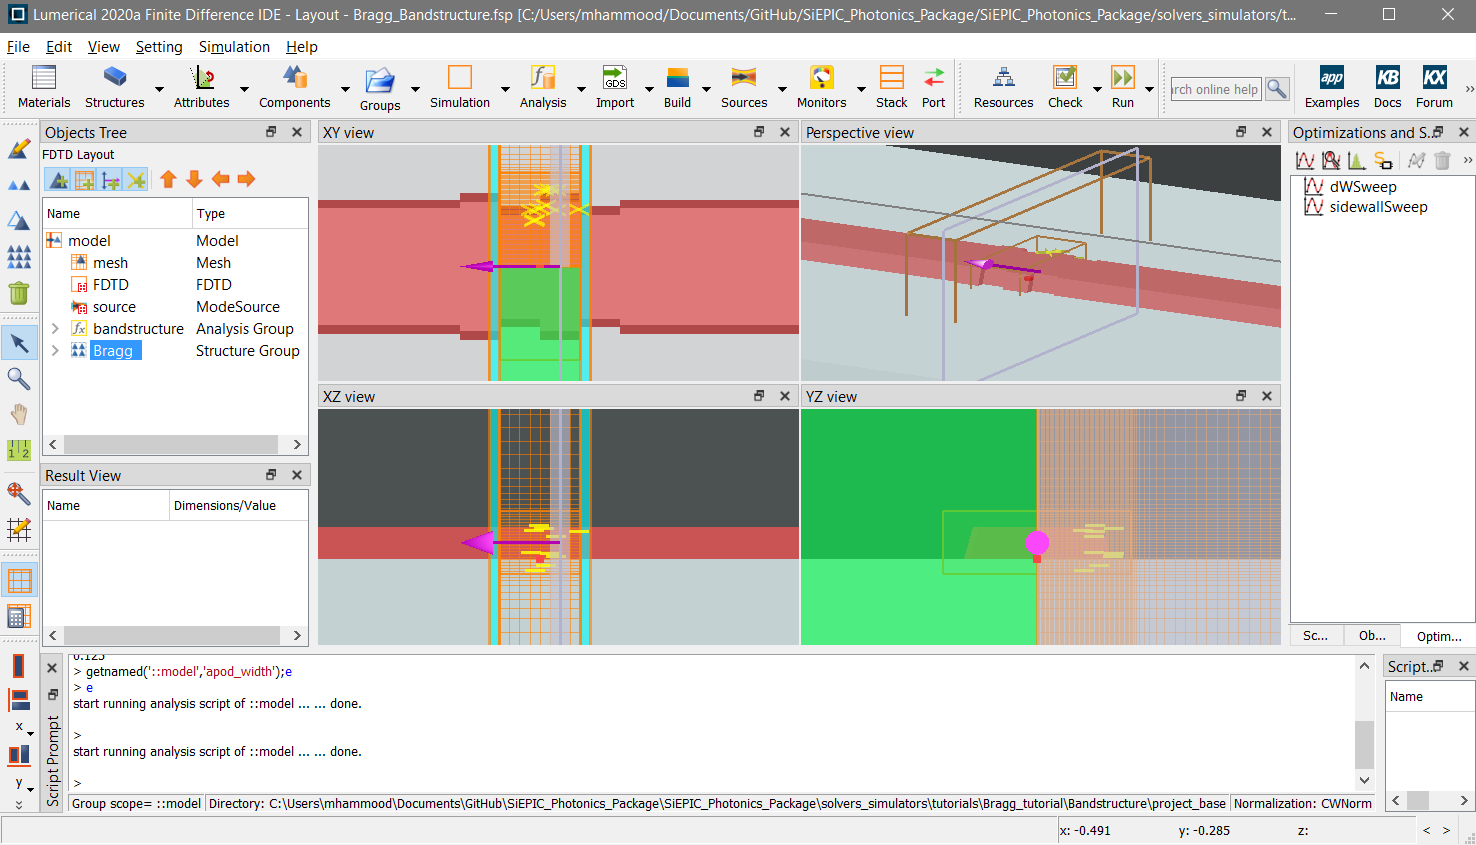 Lumerical 2020a Finite Difference IDE - Layout - Bragg_Bandstructure.fsp [C:/Users/mhammood/Documents/GitHub/SiEPIC_Photonics_Package/SiEPIC_Photonics_Package/solvers_simulators/t...
File Edit View Setting Simulation Help
Materials Structures Attributes Components Groups Simulation Analysis Import Build Sources Monitors Stack Port Resources Check Run rch online help Examples Docs Forum
GDS
app KB KX
Objects Tree
FDTD Layout
Name Type
model Model
mesh Mesh
FDTD FDTD
source ModeSource
bandstructure Analysis Group
Bragg Structure Group
Result View
Name Dimensions/Value
XY view
Perspective view
XZ view
YZ view
Optimizations and S...
dWSweep
sidewallSweep
Sc... Ob... Optim...
x
y
Script Prompt
0.125
> getnamed('::model','apod_width');e
> e
start running analysis script of ::model ... ... done.
>
start running analysis script of ::model ... ... done.
>
Group scope= ::model Directory: C:\Users\mhammood\Documents\GitHub\SiEPIC_Photonics_Package\SiEPIC_Photonics_Package\solvers_simulators\tutorials\Bragg_tutorial\Bandstructure\project_base Normalization: CWNorm
Script...
Name
x: -0.491 y: -0.285 z: